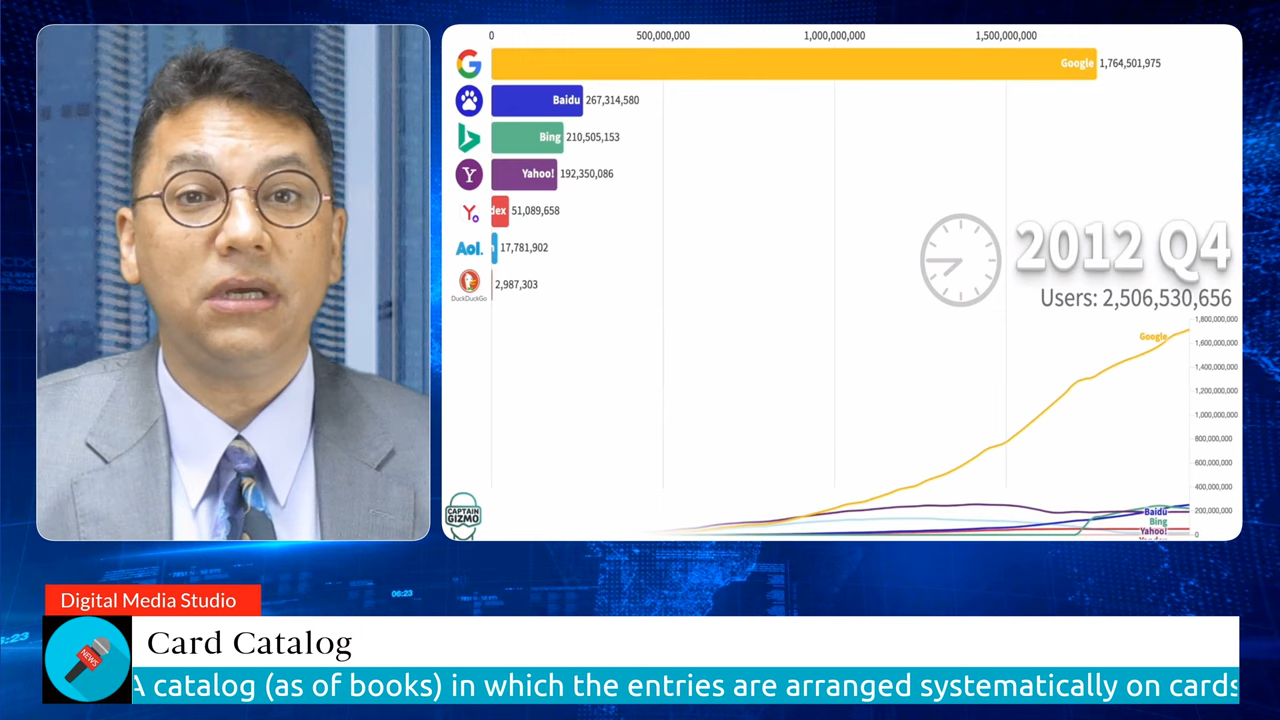 0 500,000,000 1,000,000,000 1,500,000,000
Google 1,764,501,975
Baidu 267,314,580
Bing 210,505,153
Y Yahoo! 192,350,086
dex 51,089,658
Aol. 17,781,902
2,987,303
DuckDuckGo
2012 Q4
Users: 2,506,530,656
1,800,000,000
Google
1,600,000,000
1,400,000,000
1,200,000,000
1,000,000,000
800,000,000
600,000,000
400,000,000
200,000,000
Baidu
Bing
Yahoo!
0
CAPTAIN
GIZMO
06:23
Digital Media Studio
NEWS
Card Catalog
A catalog (as of books) in which the entries are arranged systematically on cards